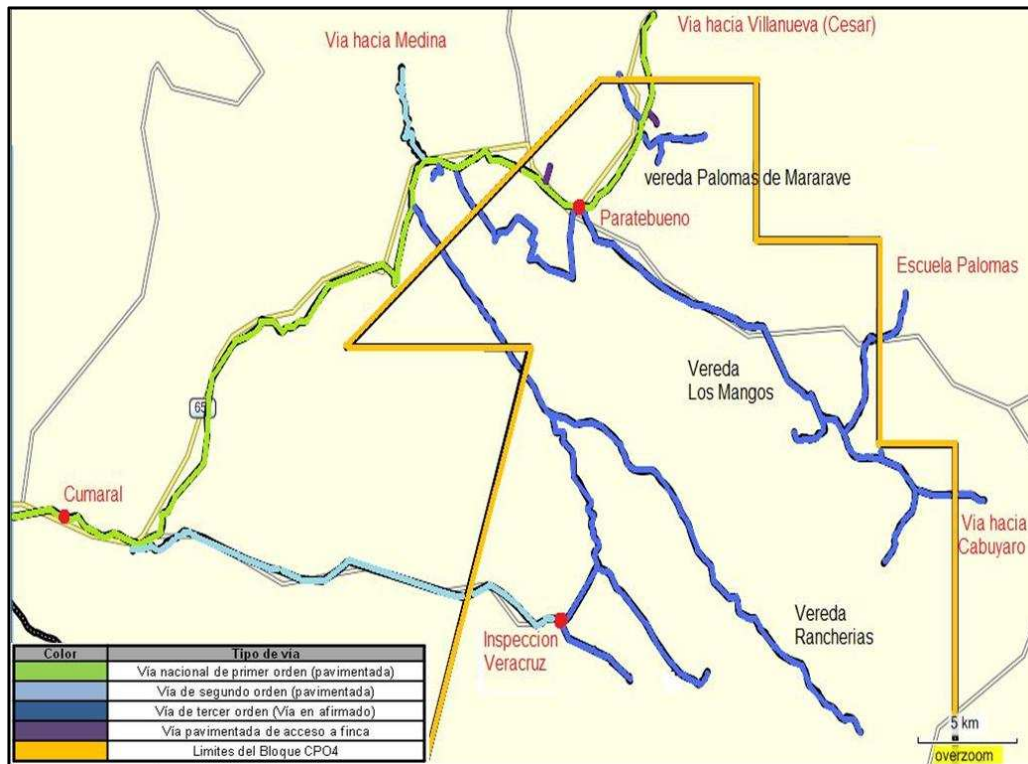 Via hacia Medina
Via hacia Villanueva (Cesar)
vereda Palomas de Mararave
Paratebueno
Escuela Palomas
Vereda
Los Mangos
65
Cumaral
Via hacia
Cabuyaro
Inspeccion
Veracruz
Vereda
Rancherias
Color Tipo de vía
Vía nacional de primer orden (pavimentada)
Vía de segundo orden (pavimentada)
Vía de tercer orden (Vía en afirmado)
Vía pavimentada de acceso a finca
Limites del Bloque CPO4
5 km
overzoom